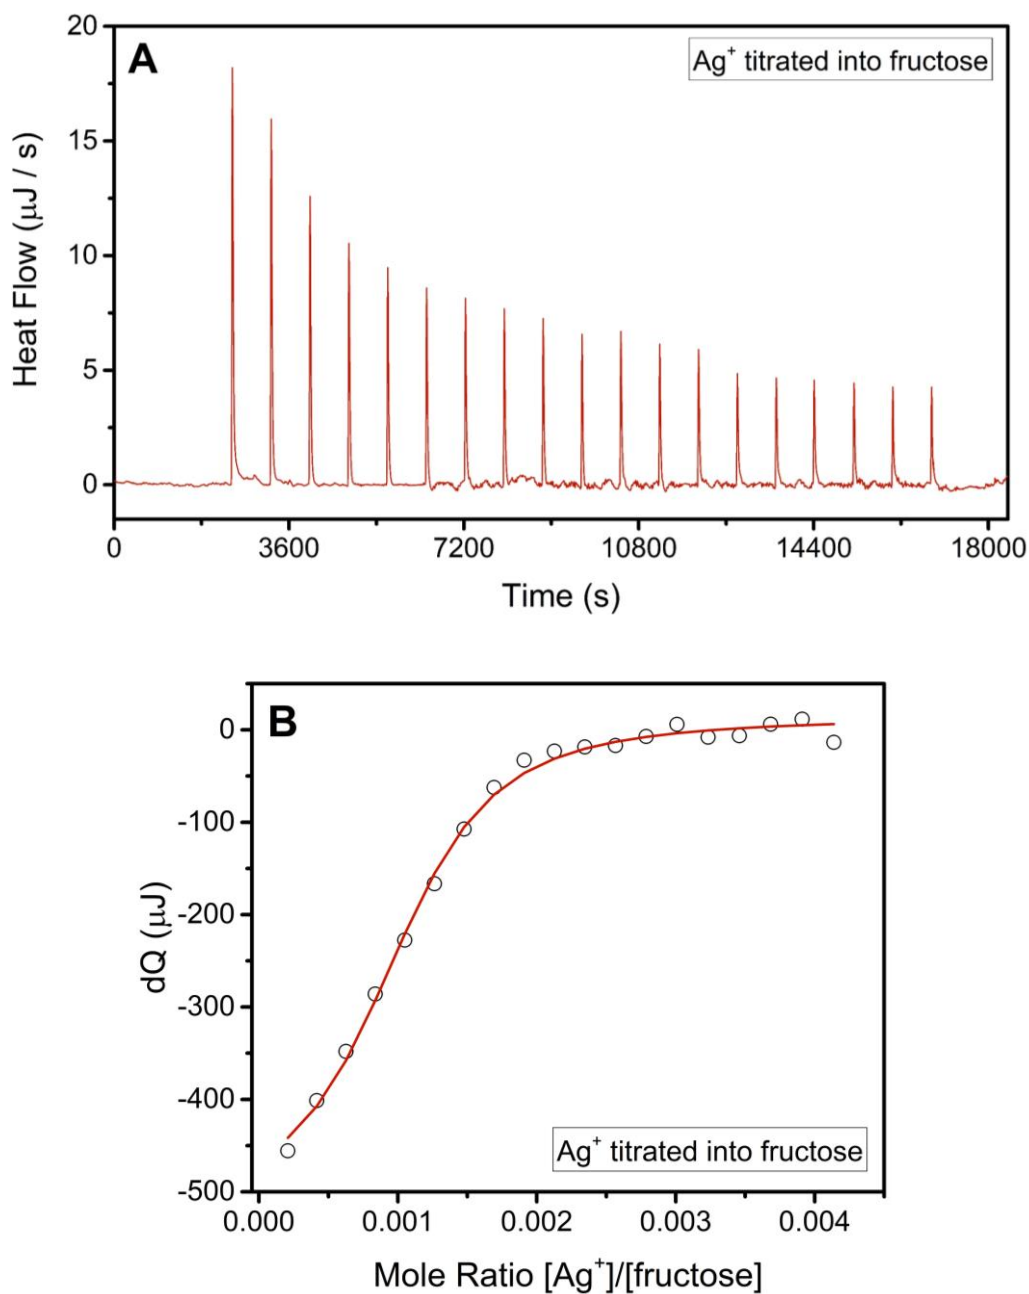 A
Ag⁺ titrated into fructose
Heat Flow (μJ / s)
20
15
10
5
0
0 3600 7200 10800 14400 18000
Time (s)
B
dQ (μJ)
0
-100
-200
-300
-400
-500
Ag⁺ titrated into fructose
0.000 0.001 0.002 0.003 0.004
Mole Ratio [Ag⁺]/[fructose]